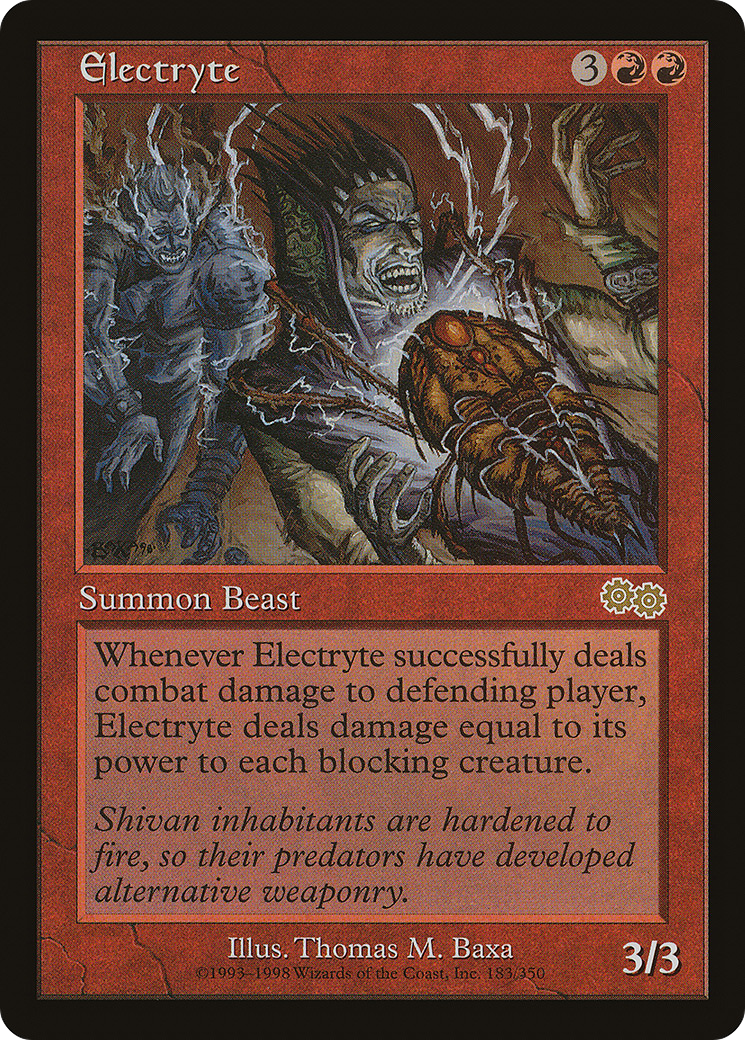 Electryte 3
Summon Beast
Whenever Electryte successfully deals
combat damage to defending player,
Electryte deals damage equal to its
power to each blocking creature.
Shivan inhabitants are hardened to
fire, so their predators have developed
alternative weaponry.
Illus. Thomas M. Baxa
3/3
©1993–1998 Wizards of the Coast, Inc. 183/350